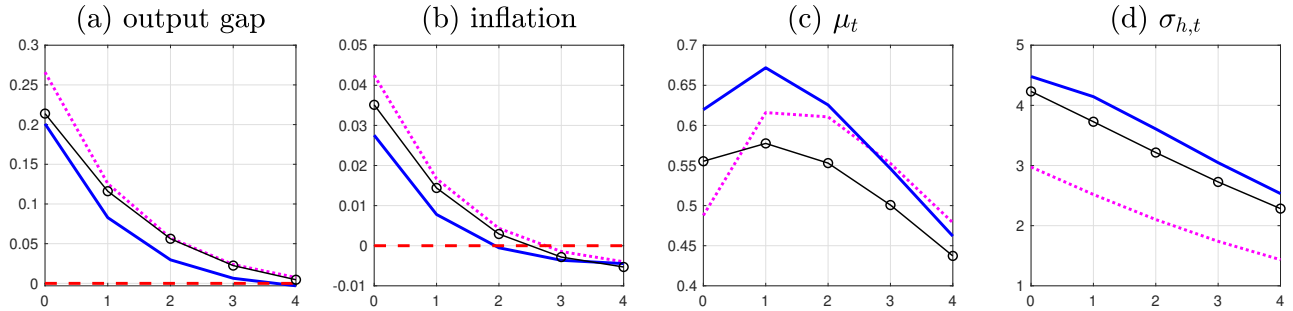 (a) output gap (b) inflation (c) μ_t (d) σ_{h,t}
0.3 0.05 0.7 5
0.25 0.04 0.65 4
0.2 0.03 0.6
0.15 0.02 0.55 3
0.1 0.01 0.5 2
0.05 0 0.45
0 -0.01 0.4 1
0 1 2 3 4 0 1 2 3 4 0 1 2 3 4 0 1 2 3 4